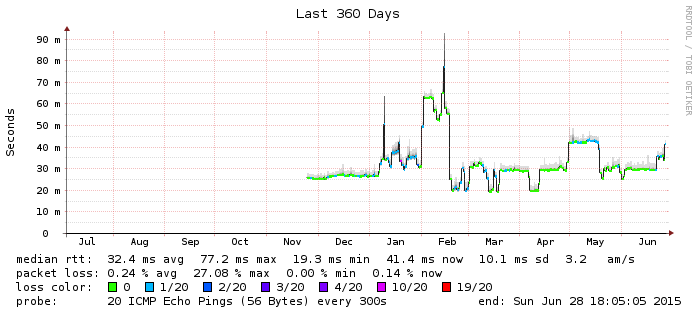 Last 360 Days
RRDTOOL / TOBI OETIKER
Seconds
90 m
80 m
70 m
60 m
50 m
40 m
30 m
20 m
10 m
0
Jul Aug Sep Oct Nov Dec Jan Feb Mar Apr May Jun
median rtt: 32.4 ms avg 77.2 ms max 19.3 ms min 41.4 ms now 10.1 ms sd 3.2 am/s
packet loss: 0.24 % avg 27.08 % max 0.00 % min 0.14 % now
loss color: 0 1/20 2/20 3/20 4/20 10/20 19/20
probe: 20 ICMP Echo Pings (56 Bytes) every 300s end: Sun Jun 28 18:05:05 2015